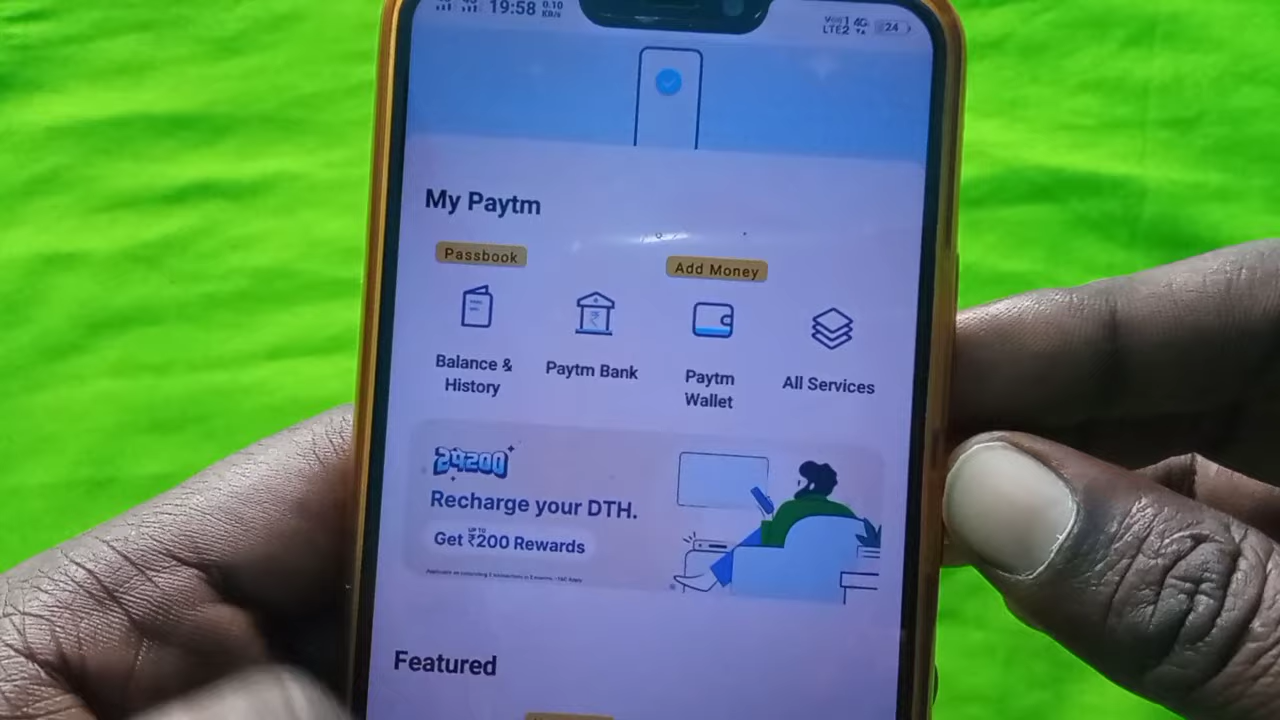 19:58 0.10
KB/s
4G
LTE2
24
My Paytm
Passbook
Add Money
Balance &
History
Paytm Bank
Paytm
Wallet
All Services
₹200
Recharge your DTH.
UP TO
Get ₹200 Rewards
Featured